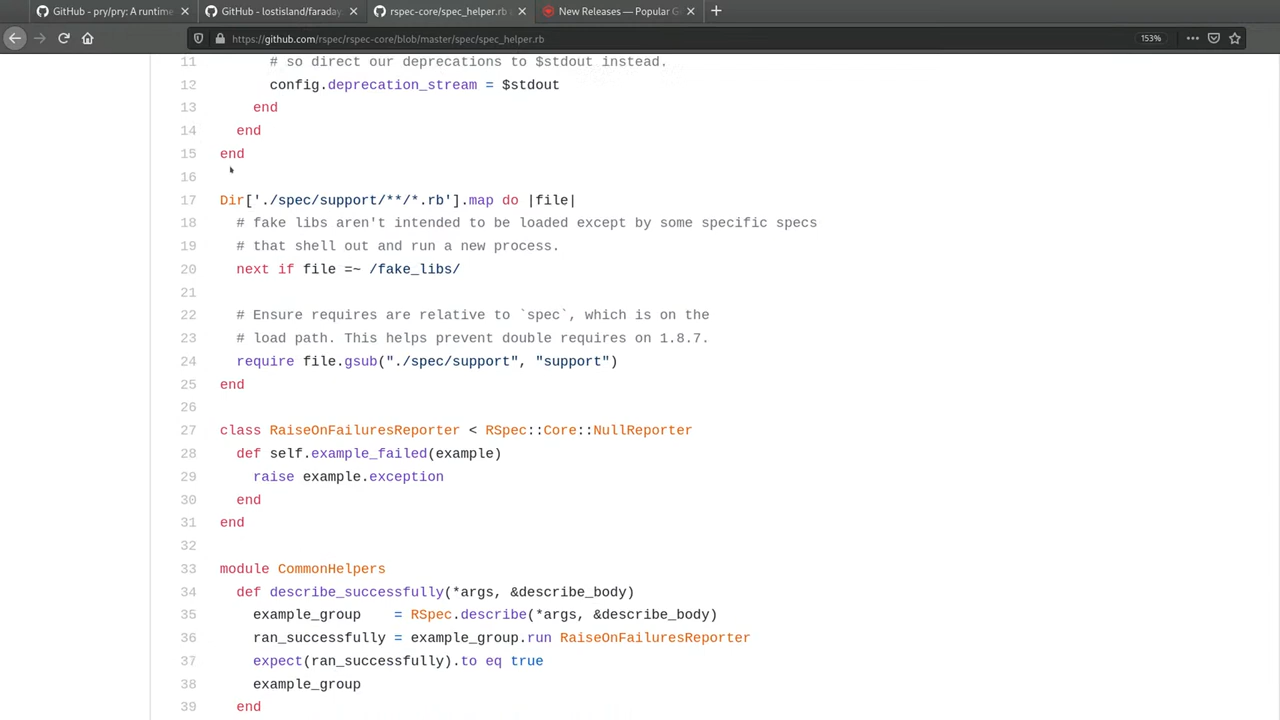 GitHub - pry/pry: A runtime
GitHub - lostisland/faraday
rspec-core/spec_helper.rb
New Releases — Popular G
https://github.com/rspec/rspec-core/blob/master/spec/spec_helper.rb
153%
11 # so direct our deprecations to $stdout instead.
12 config.deprecation_stream = $stdout
13 end
14 end
15 end
16
17 Dir['./spec/support/**/*.rb'].map do |file|
18 # fake libs aren't intended to be loaded except by some specific specs
19 # that shell out and run a new process.
20 next if file =~ /fake_libs/
21
22 # Ensure requires are relative to `spec`, which is on the
23 # load path. This helps prevent double requires on 1.8.7.
24 require file.gsub("./spec/support", "support")
25 end
26
27 class RaiseOnFailuresReporter < RSpec::Core::NullReporter
28 def self.example_failed(example)
29 raise example.exception
30 end
31 end
32
33 module CommonHelpers
34 def describe_successfully(*args, &describe_body)
35 example_group    = RSpec.describe(*args, &describe_body)
36 ran_successfully = example_group.run RaiseOnFailuresReporter
37 expect(ran_successfully).to eq true
38 example_group
39 end